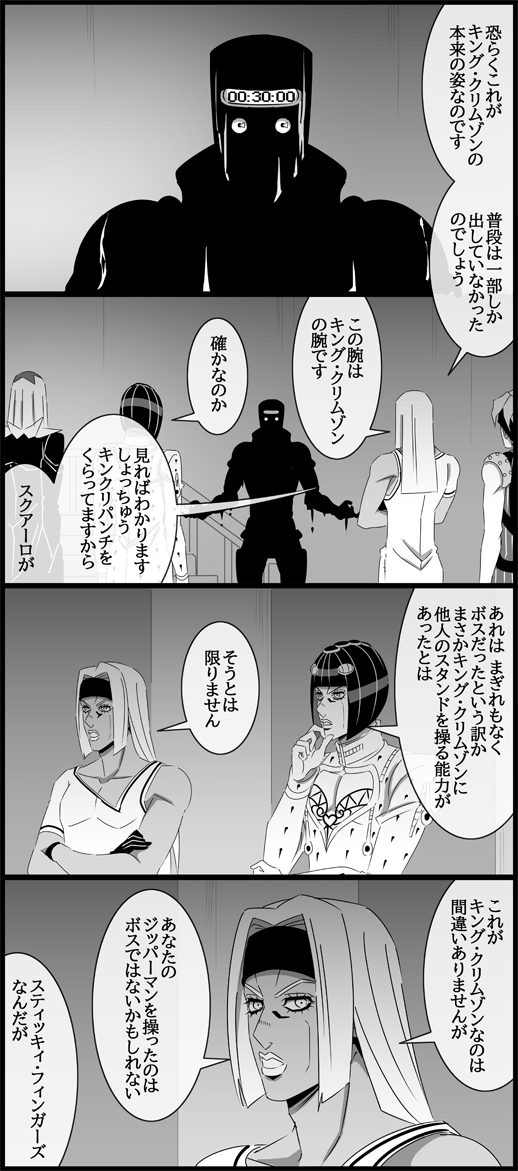 恐らくこれが
キング・クリムゾンの
本来の姿なのです
00:30:00
普段は一部しか
出していなかった
のでしょう
この腕は
キング・クリムゾン
の腕です
確かなのか
見ればわかります
しょっちゅう
キンクリパンチを
くらってますから
スクアーロが
あれは まぎれもなく
ボスだったという訳か
まさかキング・クリムゾンに
他人のスタンドを操る能力が
あったとは
そうとは
限りません
これが
キング・クリムゾンなのは
間違いありませんが
あなたの
ジッパーマンを操ったのは
ボスではないかもしれない
スティッキィ・フィンガーズ
なんだが